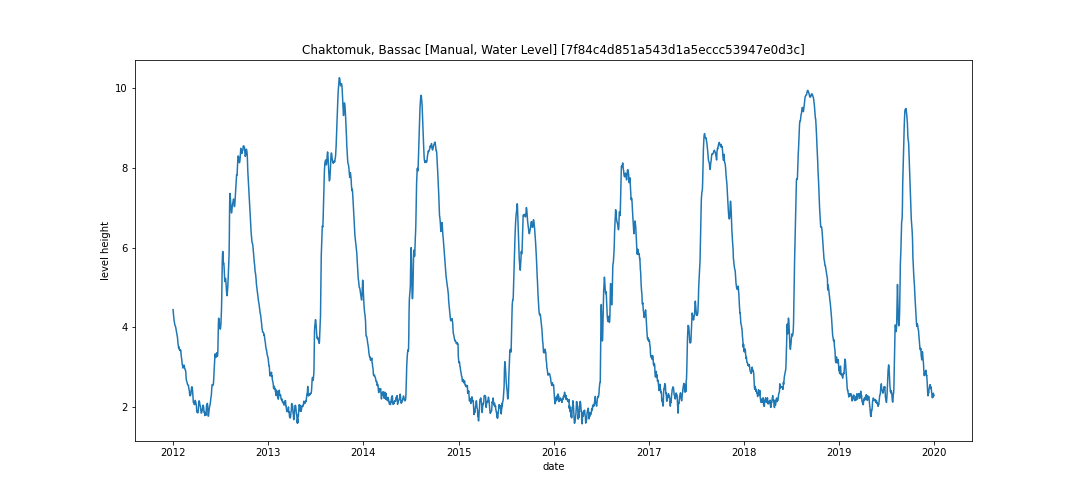 Chaktomuk, Bassac [Manual, Water Level] [7f84c4d851a543d1a5eccc53947e0d3c]
10
8
6
4
2
level height
2012 2013 2014 2015 2016 2017 2018 2019 2020
date